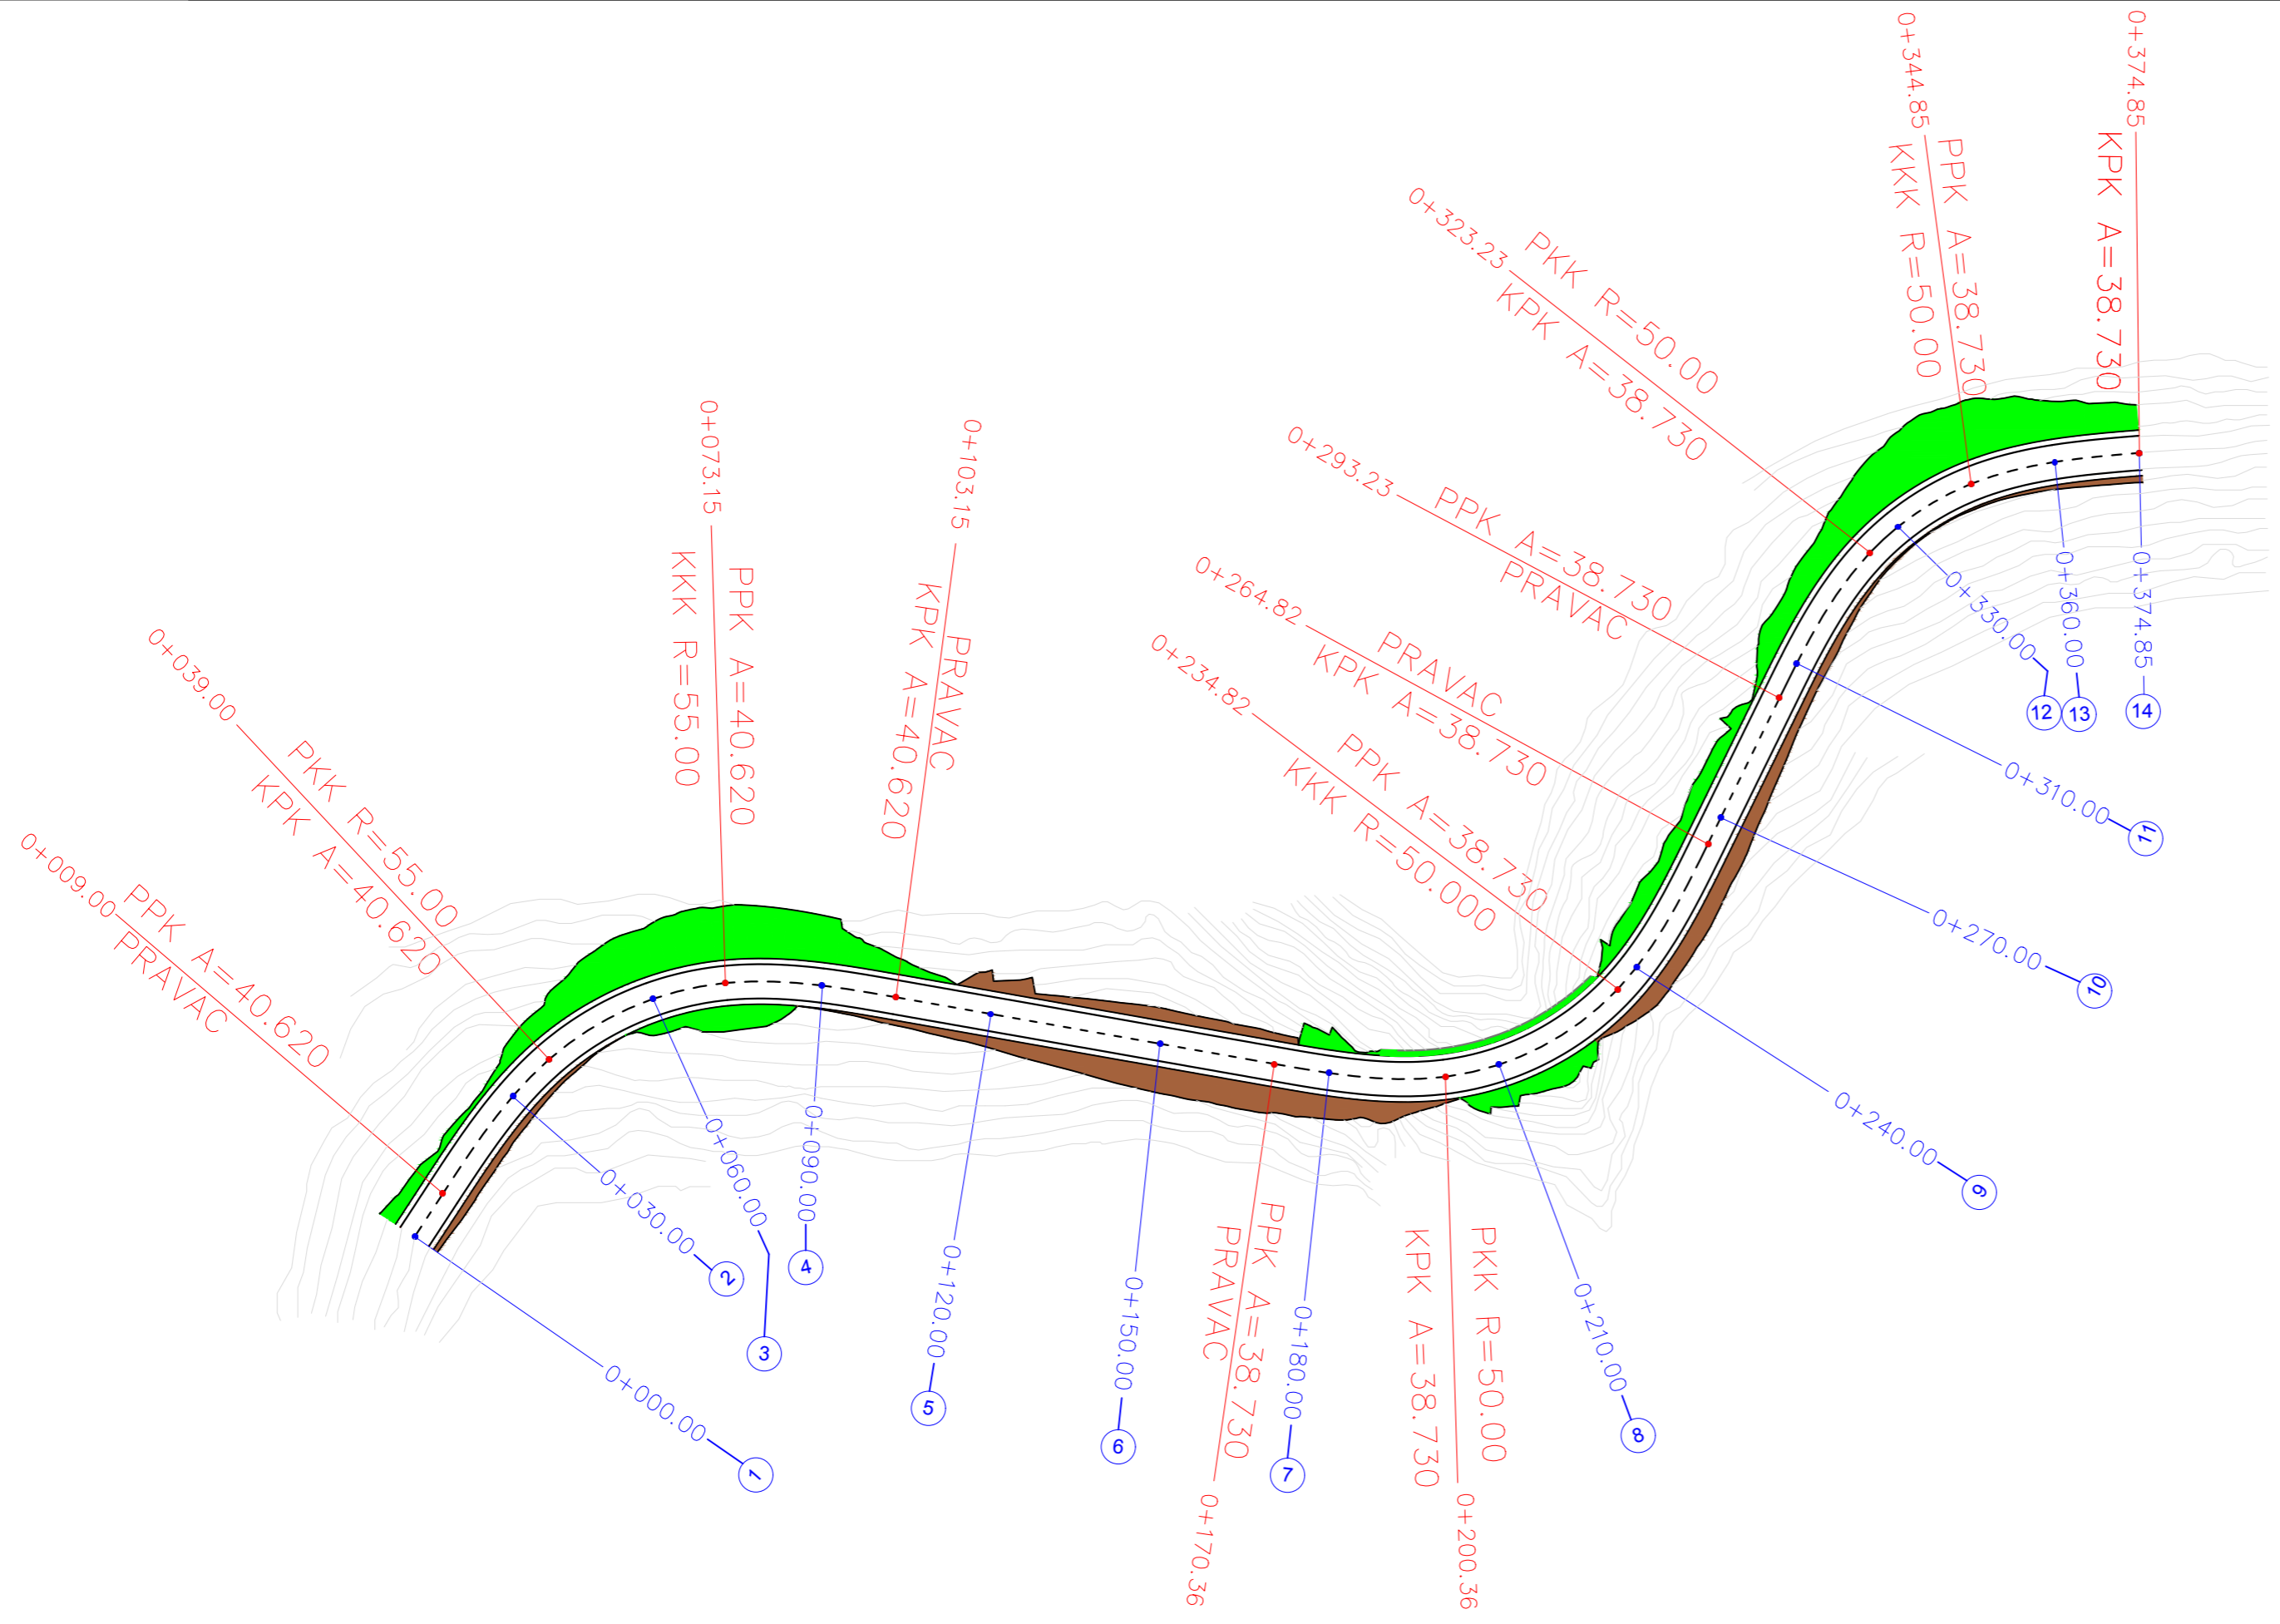 0+009.00
PPK A=40.620
PRAVAC
0+039.00
PKK R=55.00
KPK A=40.620
0+073.15
PPK A=40.620
KKK R=55.00
0+103.15
PRAVAC
KPK A=40.620
PPK A=38.730
PRAVAC
0+170.36
PKK R=50.00
KPK A=38.730
0+200.36
0+234.82
PPK A=38.730
KKK R=50.000
0+264.82
PRAVAC
KPK A=38.730
0+293.23
PPK A=38.730
PRAVAC
0+323.23
PKK R=50.00
KPK A=38.730
0+344.85
PPK A=38.730
KKK R=50.00
0+374.85
KPK A=38.730
0+000.00 1
0+030.00 2
0+060.00 3
0+090.00 4
0+120.00 5
0+150.00 6
0+180.00 7
0+210.00 8
0+240.00 9
0+270.00 10
0+310.00 11
0+330.00 12
0+360.00 13
0+374.85 14